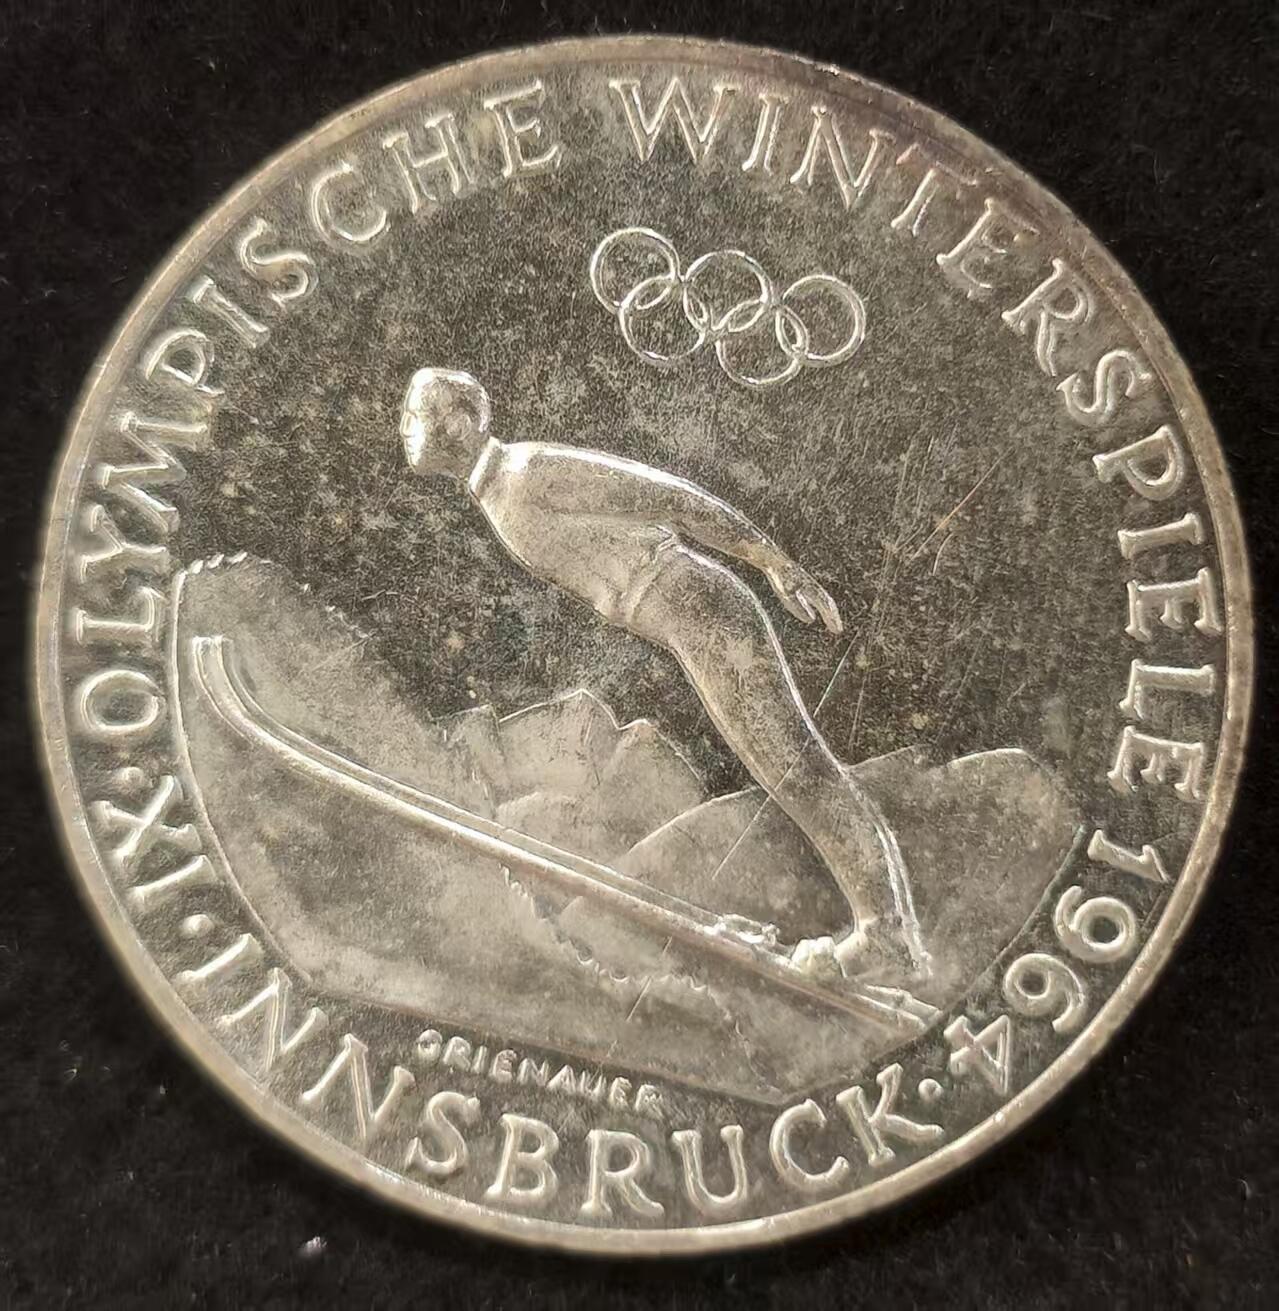 ·IX·OLYMPISCHE WINTERSPIELE 1964·
INNSBRUCK
GRIENAUER